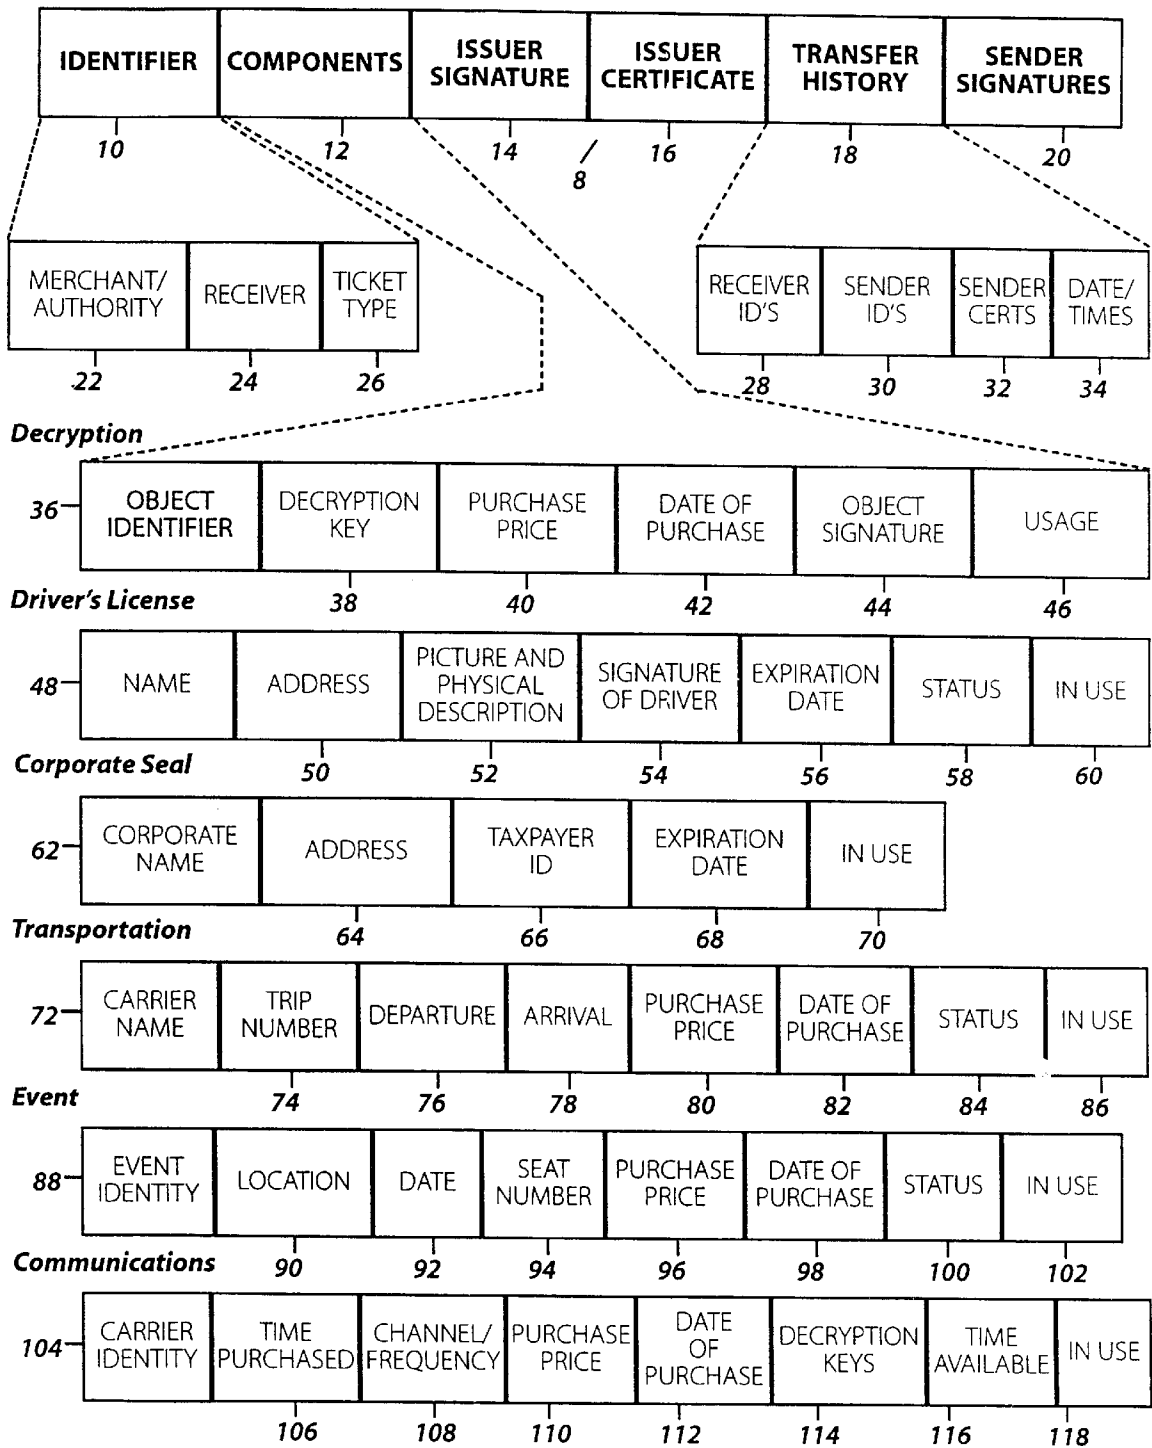 IDENTIFIER COMPONENTS ISSUER SIGNATURE ISSUER CERTIFICATE TRANSFER HISTORY SENDER SIGNATURES
10 12 14 8 16 18 20
MERCHANT/ AUTHORITY RECEIVER TICKET TYPE RECEIVER ID'S SENDER ID'S SENDER CERTS DATE/ TIMES
22 24 26 28 30 32 34
Decryption
36 OBJECT IDENTIFIER DECRYPTION KEY PURCHASE PRICE DATE OF PURCHASE OBJECT SIGNATURE USAGE
Driver's License 38 40 42 44 46
48 NAME ADDRESS PICTURE AND PHYSICAL DESCRIPTION SIGNATURE OF DRIVER EXPIRATION DATE STATUS IN USE
Corporate Seal 50 52 54 56 58 60
62 CORPORATE NAME ADDRESS TAXPAYER ID EXPIRATION DATE IN USE
Transportation 64 66 68 70
72 CARRIER NAME TRIP NUMBER DEPARTURE ARRIVAL PURCHASE PRICE DATE OF PURCHASE STATUS IN USE
Event 74 76 78 80 82 84 86
88 EVENT IDENTITY LOCATION DATE SEAT NUMBER PURCHASE PRICE DATE OF PURCHASE STATUS IN USE
Communications 90 92 94 96 98 100 102
104 CARRIER IDENTITY TIME PURCHASED CHANNEL/ FREQUENCY PURCHASE PRICE DATE OF PURCHASE DECRYPTION KEYS TIME AVAILABLE IN USE
106 108 110 112 114 116 118